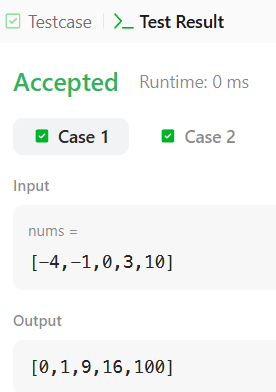 Testcase Test Result
Accepted Runtime: 0 ms
Case 1 Case 2
Input
nums =
[-4,-1,0,3,10]
Output
[0,1,9,16,100]